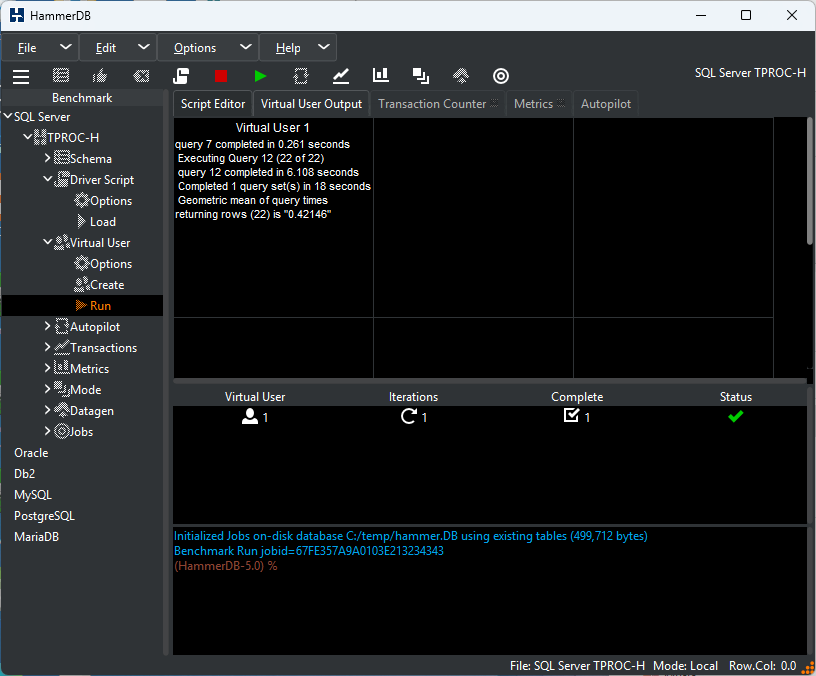 HammerDB
File Edit Options Help
SQL Server TPROC-H
Benchmark
SQL Server
TPROC-H
Schema
Driver Script
Options
Load
Virtual User
Options
Create
Run
Autopilot
Transactions
Metrics
Mode
Datagen
Jobs
Oracle
Db2
MySQL
PostgreSQL
MariaDB
Script Editor Virtual User Output Transaction Counter Metrics Autopilot
Virtual User 1
query 7 completed in 0.261 seconds
Executing Query 12 (22 of 22)
query 12 completed in 6.108 seconds
Completed 1 query set(s) in 18 seconds
Geometric mean of query times
returning rows (22) is "0.42146"
Virtual User Iterations Complete Status
1 1 1
Initialized Jobs on-disk database C:/temp/hammer.DB using existing tables (499,712 bytes)
Benchmark Run jobid=67FE357A9A0103E213234343
(HammerDB-5.0) %
File: SQL Server TPROC-H Mode: Local Row.Col: 0.0